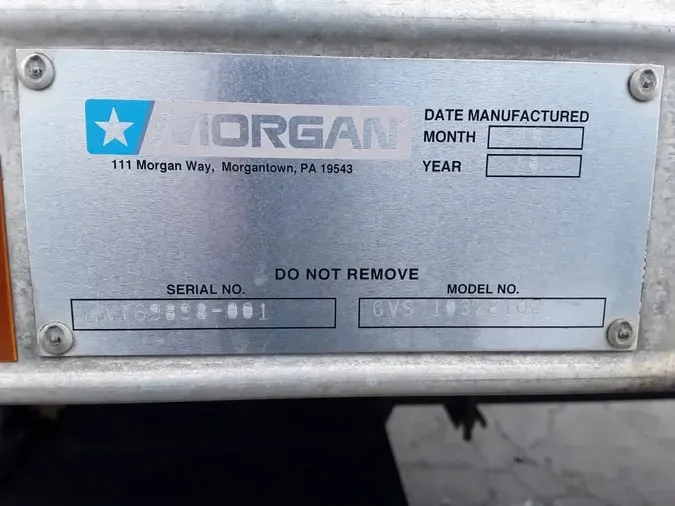 MORGAN
111 Morgan Way, Morgantown, PA 19543
DATE MANUFACTURED
MONTH
YEAR
DO NOT REMOVE
SERIAL NO.
MODEL NO.